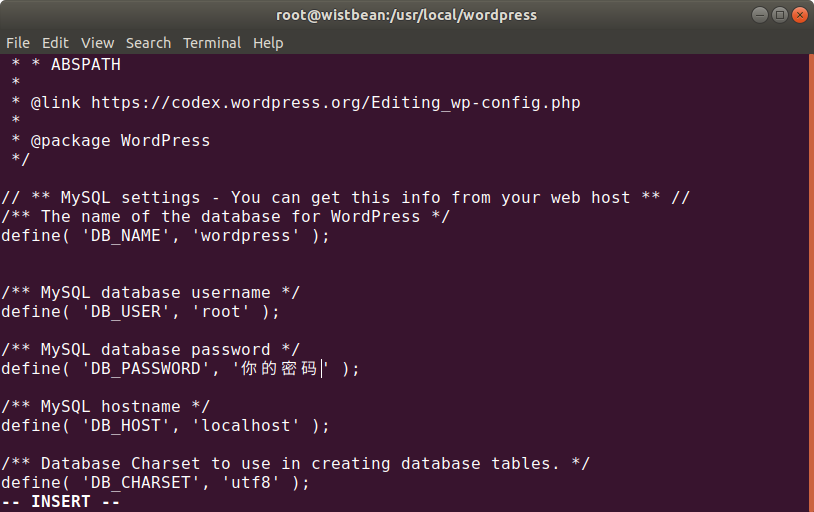 root@wistbean:/usr/local/wordpress
File Edit View Search Terminal Help
 * * ABSPATH
 *
 * @link https://codex.wordpress.org/Editing_wp-config.php
 *
 * @package WordPress
 */
// ** MySQL settings - You can get this info from your web host ** //
/** The name of the database for WordPress */
define( 'DB_NAME', 'wordpress' );
/** MySQL database username */
define( 'DB_USER', 'root' );
/** MySQL database password */
define( 'DB_PASSWORD', '你的密码' );
/** MySQL hostname */
define( 'DB_HOST', 'localhost' );
/** Database Charset to use in creating database tables. */
define( 'DB_CHARSET', 'utf8' );
-- INSERT --